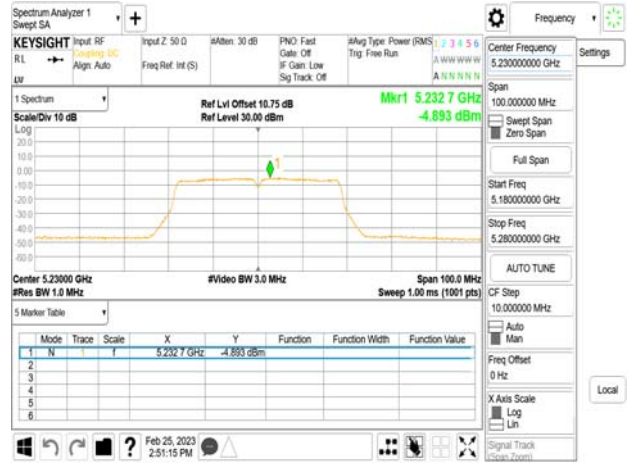 Spectrum Analyzer 1
Swept SA
+
Frequency
KEYSIGHT Input: RF Input Z: 50 Ω #Atten: 30 dB PNO: Fast #Avg Type: Power (RMS 1 2 3 4 5 6
RL Coupling: DC Gate: Off Trig: Free Run
Align: Auto Freq Ref: Int (S) IF Gain: Low A W W W W W
Sig Track: Off A N N N N N
Center Frequency
5.230000000 GHz
Settings
Span
100.000000 MHz
Swept Span
Zero Span
Full Span
Start Freq
5.180000000 GHz
Stop Freq
5.280000000 GHz
AUTO TUNE
CF Step
10.000000 MHz
Auto
Man
Freq Offset
0 Hz
X Axis Scale
Log
Lin
Local
Signal Track
(Span Zoom)
1 Spectrum
Ref Lvl Offset 10.75 dB
Mkr1 5.232 7 GHz
Scale/Div 10 dB
Ref Level 30.00 dBm
-4.893 dBm
Log
20.0
10.0
0.00
-10.0
-20.0
-30.0
-40.0
-50.0
-60.0
1
Center 5.23000 GHz
#Video BW 3.0 MHz
Span 100.0 MHz
#Res BW 1.0 MHz
Sweep 1.00 ms (1001 pts)
5 Marker Table
Mode Trace Scale X Y Function Function Width Function Value
1 N 1 f 5.232 7 GHz -4.893 dBm
2
3
4
5
6
?
Feb 25, 2023
2:51:15 PM